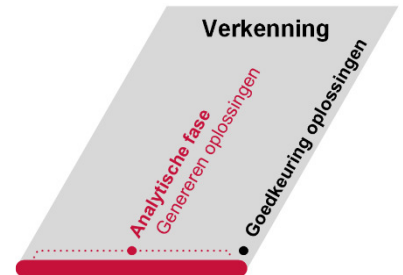 Verkenning
Analytische fase
Genereren oplossingen
Goedkeuring oplossingen